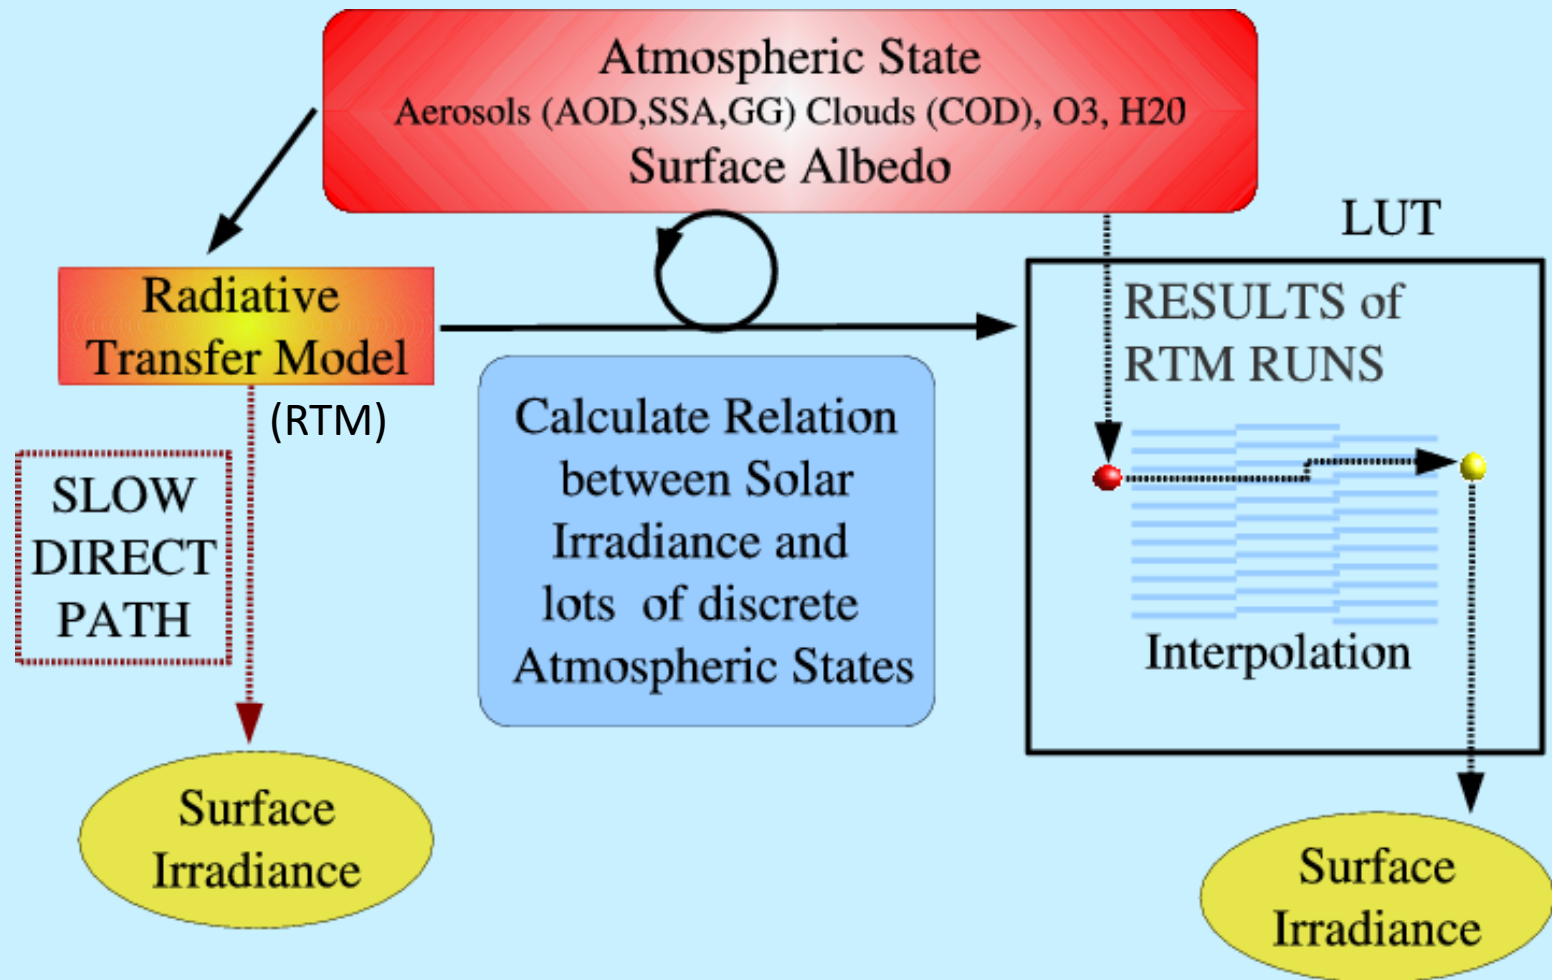 Atmospheric State
Aerosols (AOD,SSA,GG) Clouds (COD), O3, H20
Surface Albedo
LUT
Radiative
Transfer Model
(RTM)
RESULTS of
RTM RUNS
Calculate Relation
between Solar
Irradiance and
lots of discrete
Atmospheric States
SLOW
DIRECT
PATH
Interpolation
Surface
Irradiance
Surface
Irradiance